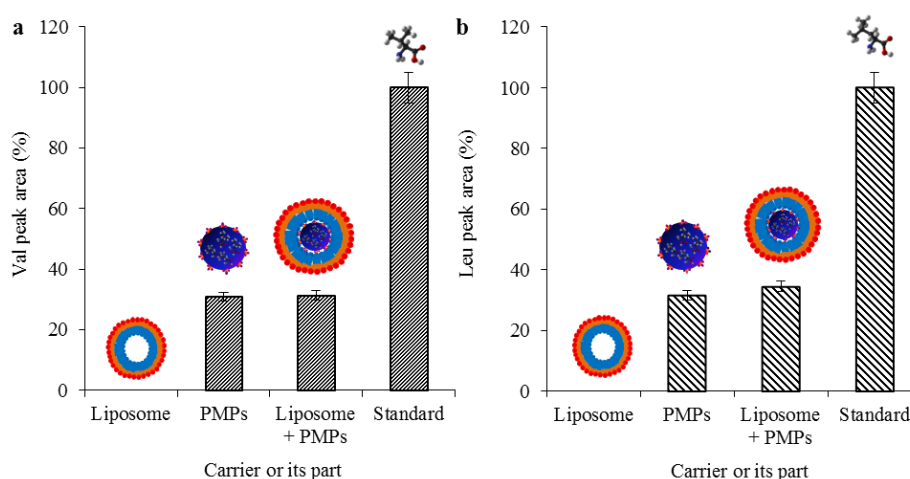 a
Val peak area (%)
120
100
80
60
40
20
0
Liposome
PMPs
Liposome
+ PMPs
Standard
Carrier or its part
b
Leu peak area (%)
120
100
80
60
40
20
0
Liposome
PMPs
Liposome
+ PMPs
Standard
Carrier or its part